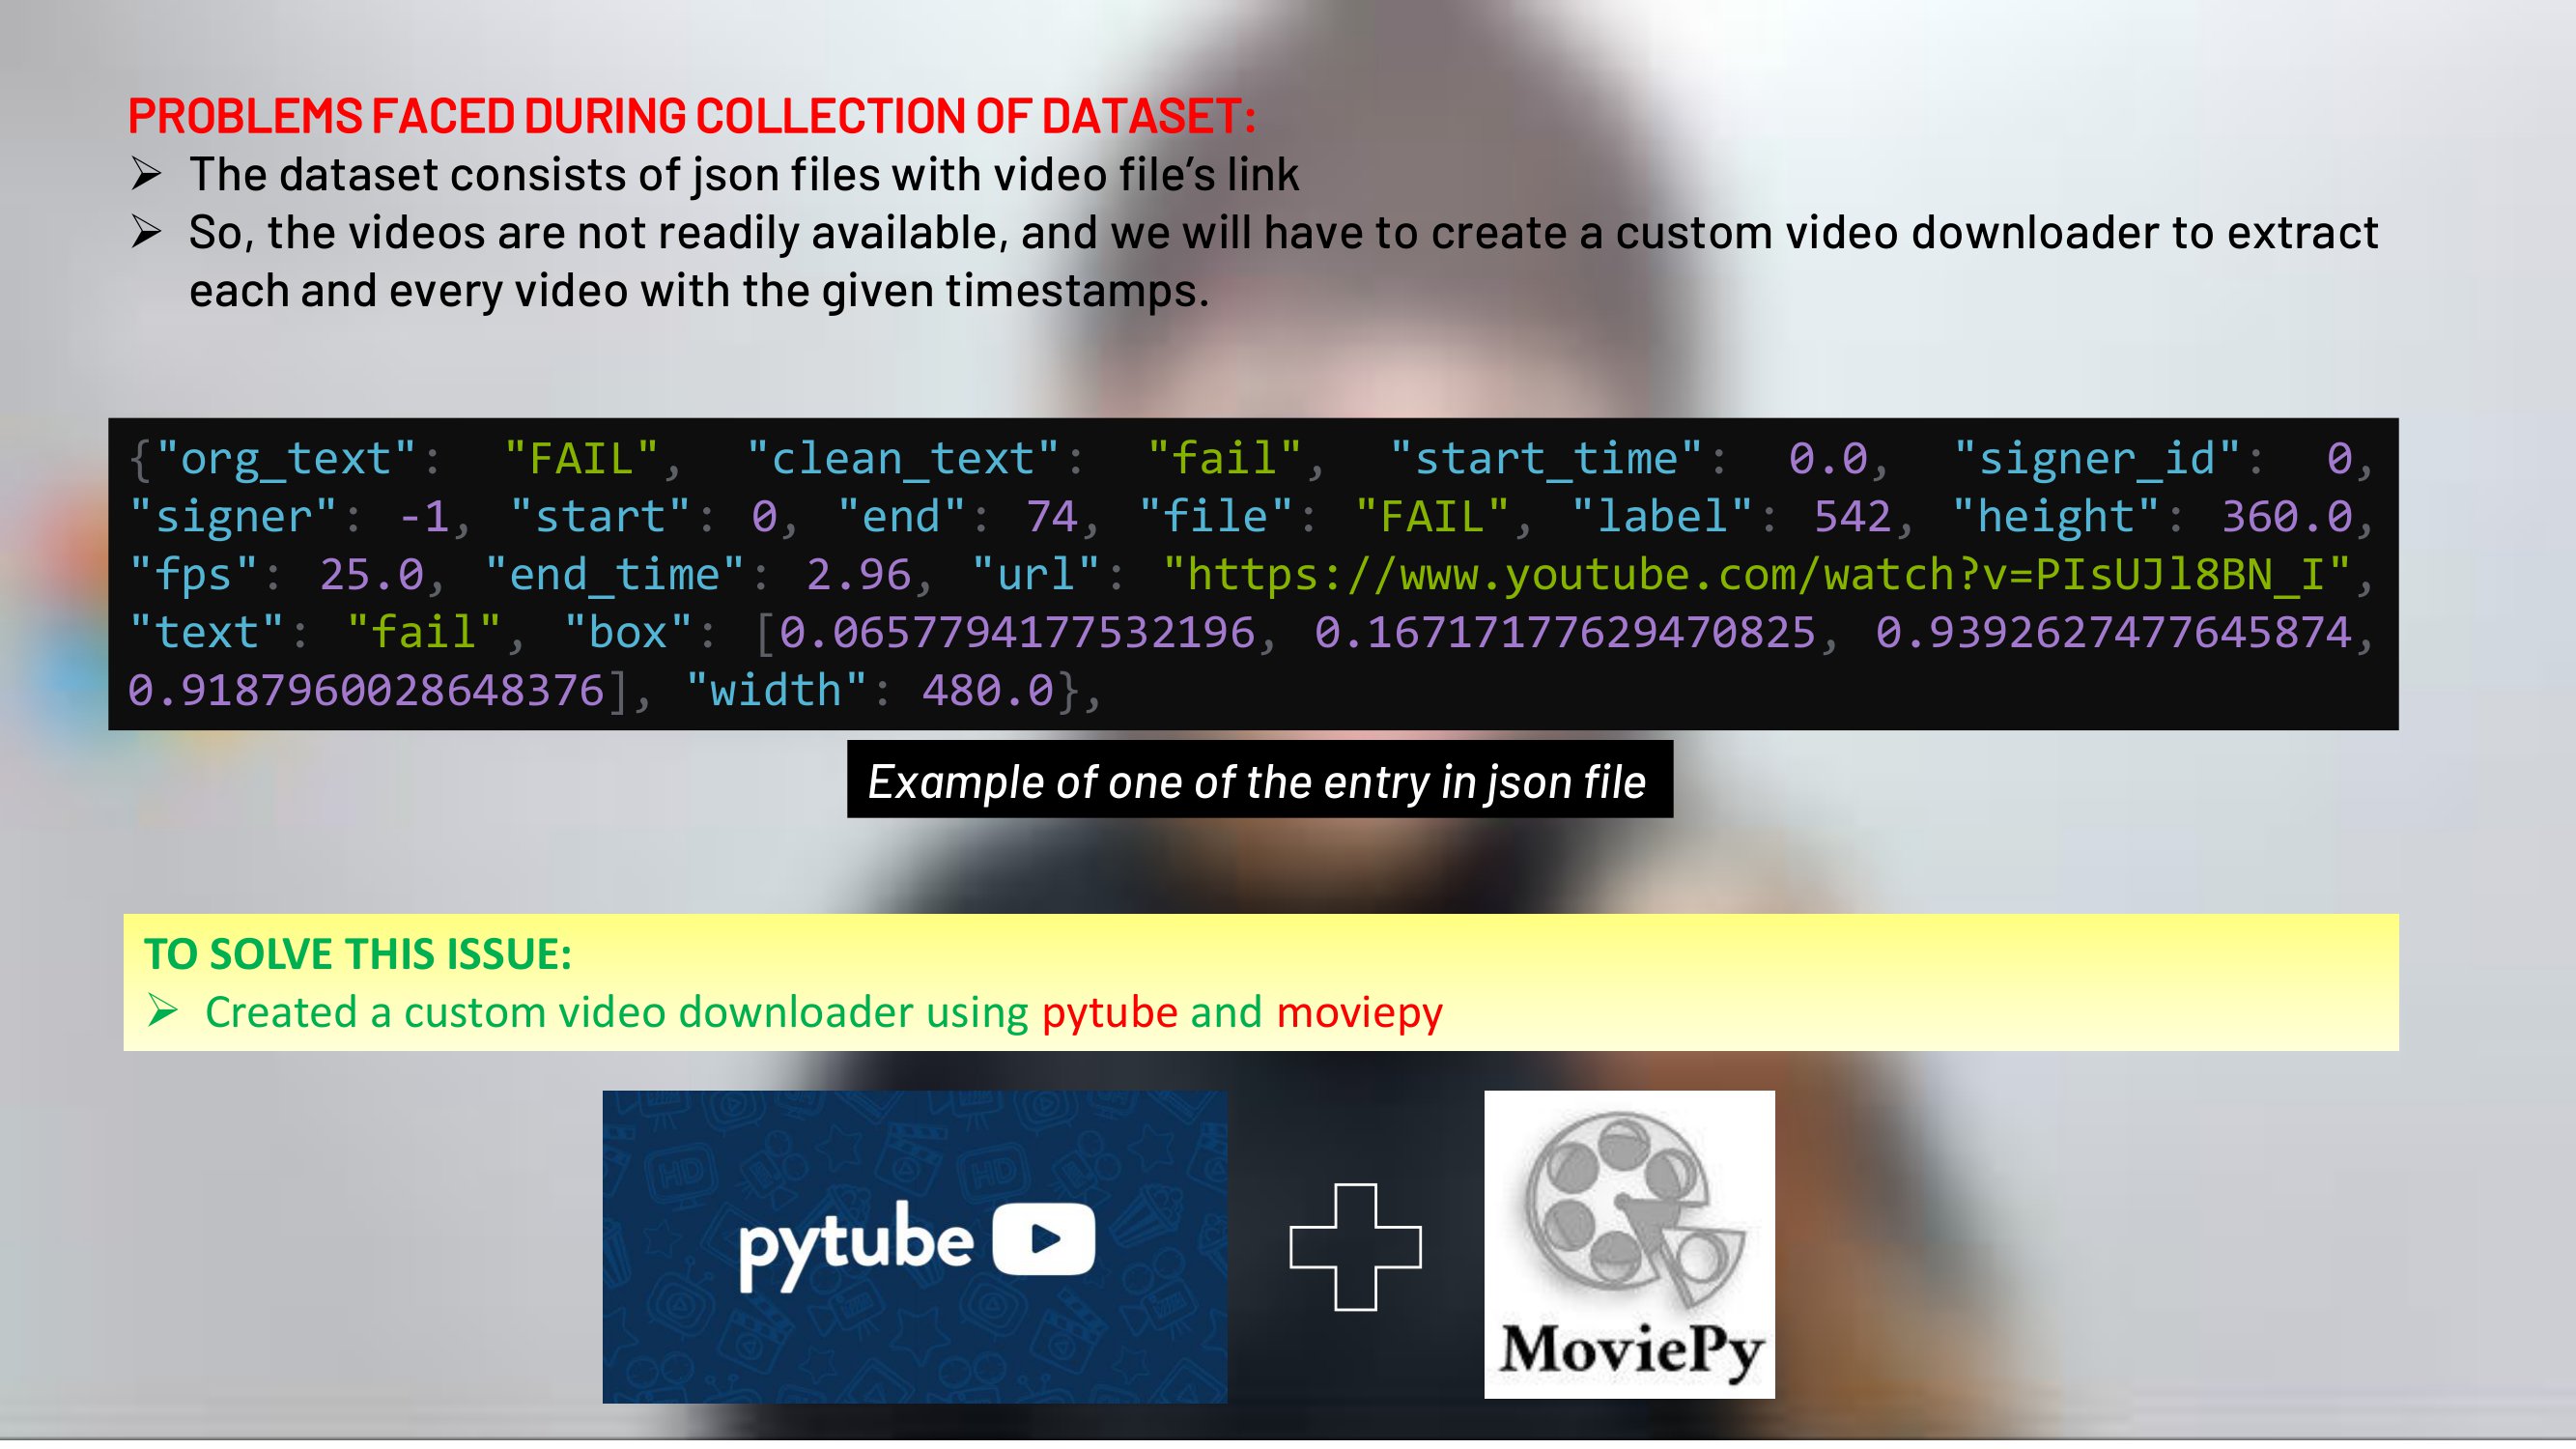 PROBLEMS FACED DURING COLLECTION OF DATASET:
➢ The dataset consists of json files with video file’s link
➢ So, the videos are not readily available, and we will have to create a custom video downloader to extract
each and every video with the given timestamps.
{"org_text": "FAIL", "clean_text": "fail", "start_time": 0.0, "signer_id": 0,
"signer": -1, "start": 0, "end": 74, "file": "FAIL", "label": 542, "height": 360.0,
"fps": 25.0, "end_time": 2.96, "url": "https://www.youtube.com/watch?v=PIsUJl8BN_I",
"text": "fail", "box": [0.0657794177532196, 0.16717177629470825, 0.9392627477645874,
0.9187960028648376], "width": 480.0},
Example of one of the entry in json file
TO SOLVE THIS ISSUE:
➢ Created a custom video downloader using pytube and moviepy
pytube
MoviePy